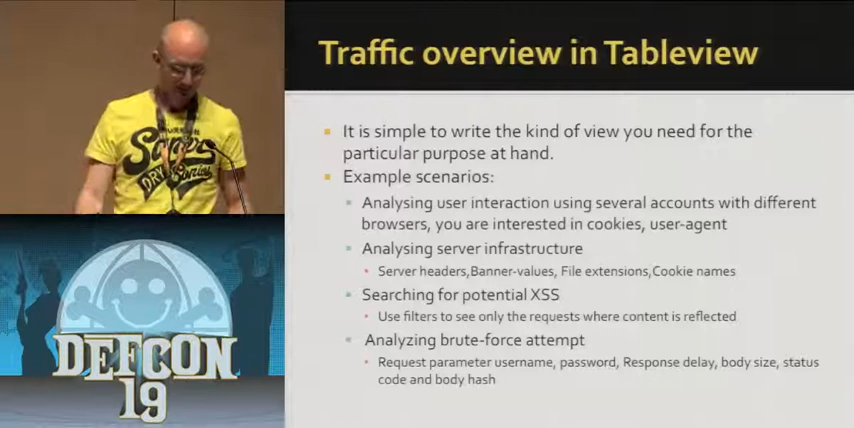 Traffic overview in Tableview
It is simple to write the kind of view you need for the
particular purpose at hand.
Example scenarios:
Analysing user interaction using several accounts with different
browsers, you are interested in cookies, user-agent
Analysing server infrastructure
Server headers,Banner-values, File extensions,Cookie names
Searching for potential XSS
Use filters to see only the requests where content is reflected
Analyzing brute-force attempt
Request parameter username, password, Response delay, body size, status
code and body hash
DEFCON
19